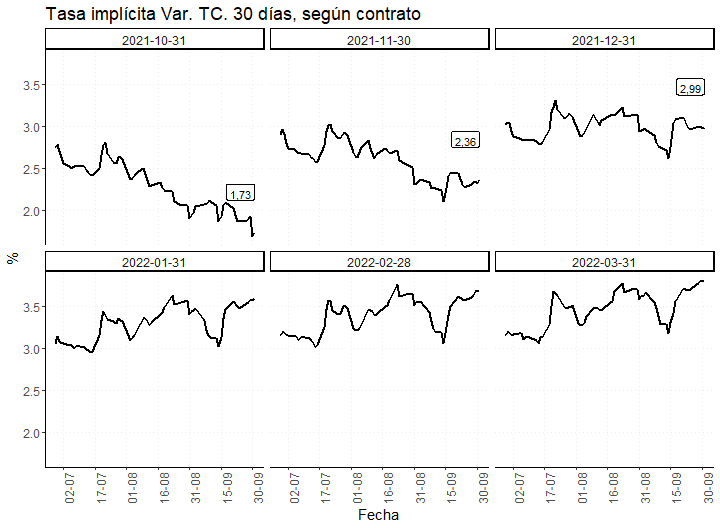 Tasa implícita Var. TC. 30 días, según contrato
2021-10-31 2021-11-30 2021-12-31
3.5
3.0
2.5
2.0
1,73
2,36
2,99
%
2022-01-31 2022-02-28 2022-03-31
3.5
3.0
2.5
2.0
02-07 17-07 01-08 16-08 31-08 15-09 30-09 02-07 17-07 01-08 16-08 31-08 15-09 30-09 02-07 17-07 01-08 16-08 31-08 15-09 30-09
Fecha